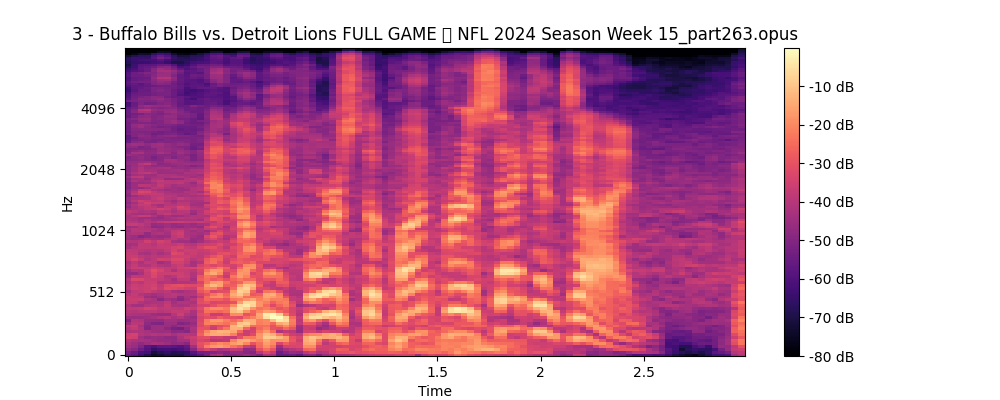 3 - Buffalo Bills vs. Detroit Lions FULL GAME ▯ NFL 2024 Season Week 15_part263.opus
Hz
4096
2048
1024
512
0
0 0.5 1 1.5 2 2.5
Time
-10 dB
-20 dB
-30 dB
-40 dB
-50 dB
-60 dB
-70 dB
-80 dB